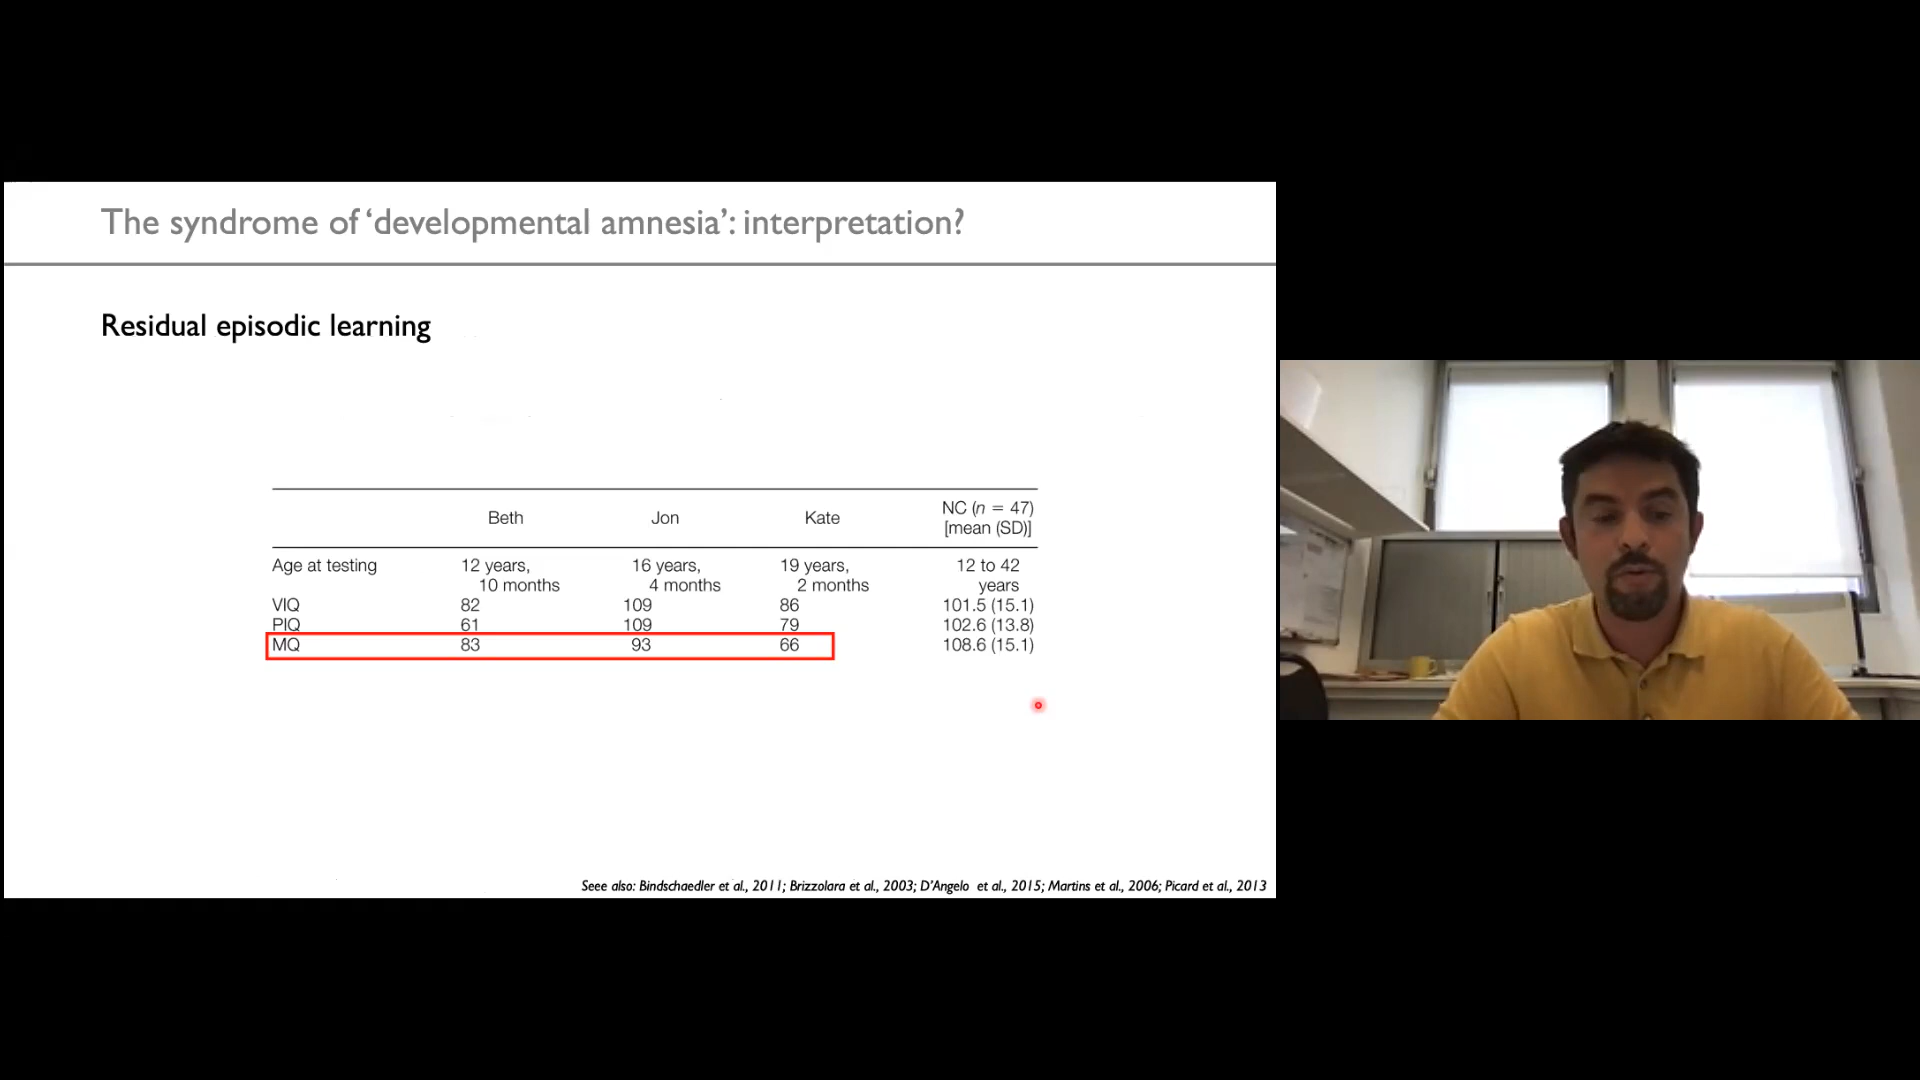 The syndrome of ‘developmental amnesia’: interpretation?
Residual episodic learning
Beth Jon Kate NC (n = 47) [mean (SD)]
Age at testing 12 years, 10 months 16 years, 4 months 19 years, 2 months 12 to 42 years
VIQ 82 109 86 101.5 (15.1)
PIQ 61 109 79 102.6 (13.8)
MQ 83 93 66 108.6 (15.1)
Seee also: Bindschaedler et al., 2011; Brizzolara et al., 2003; D’Angelo et al., 2015; Martins et al., 2006; Picard et al., 2013